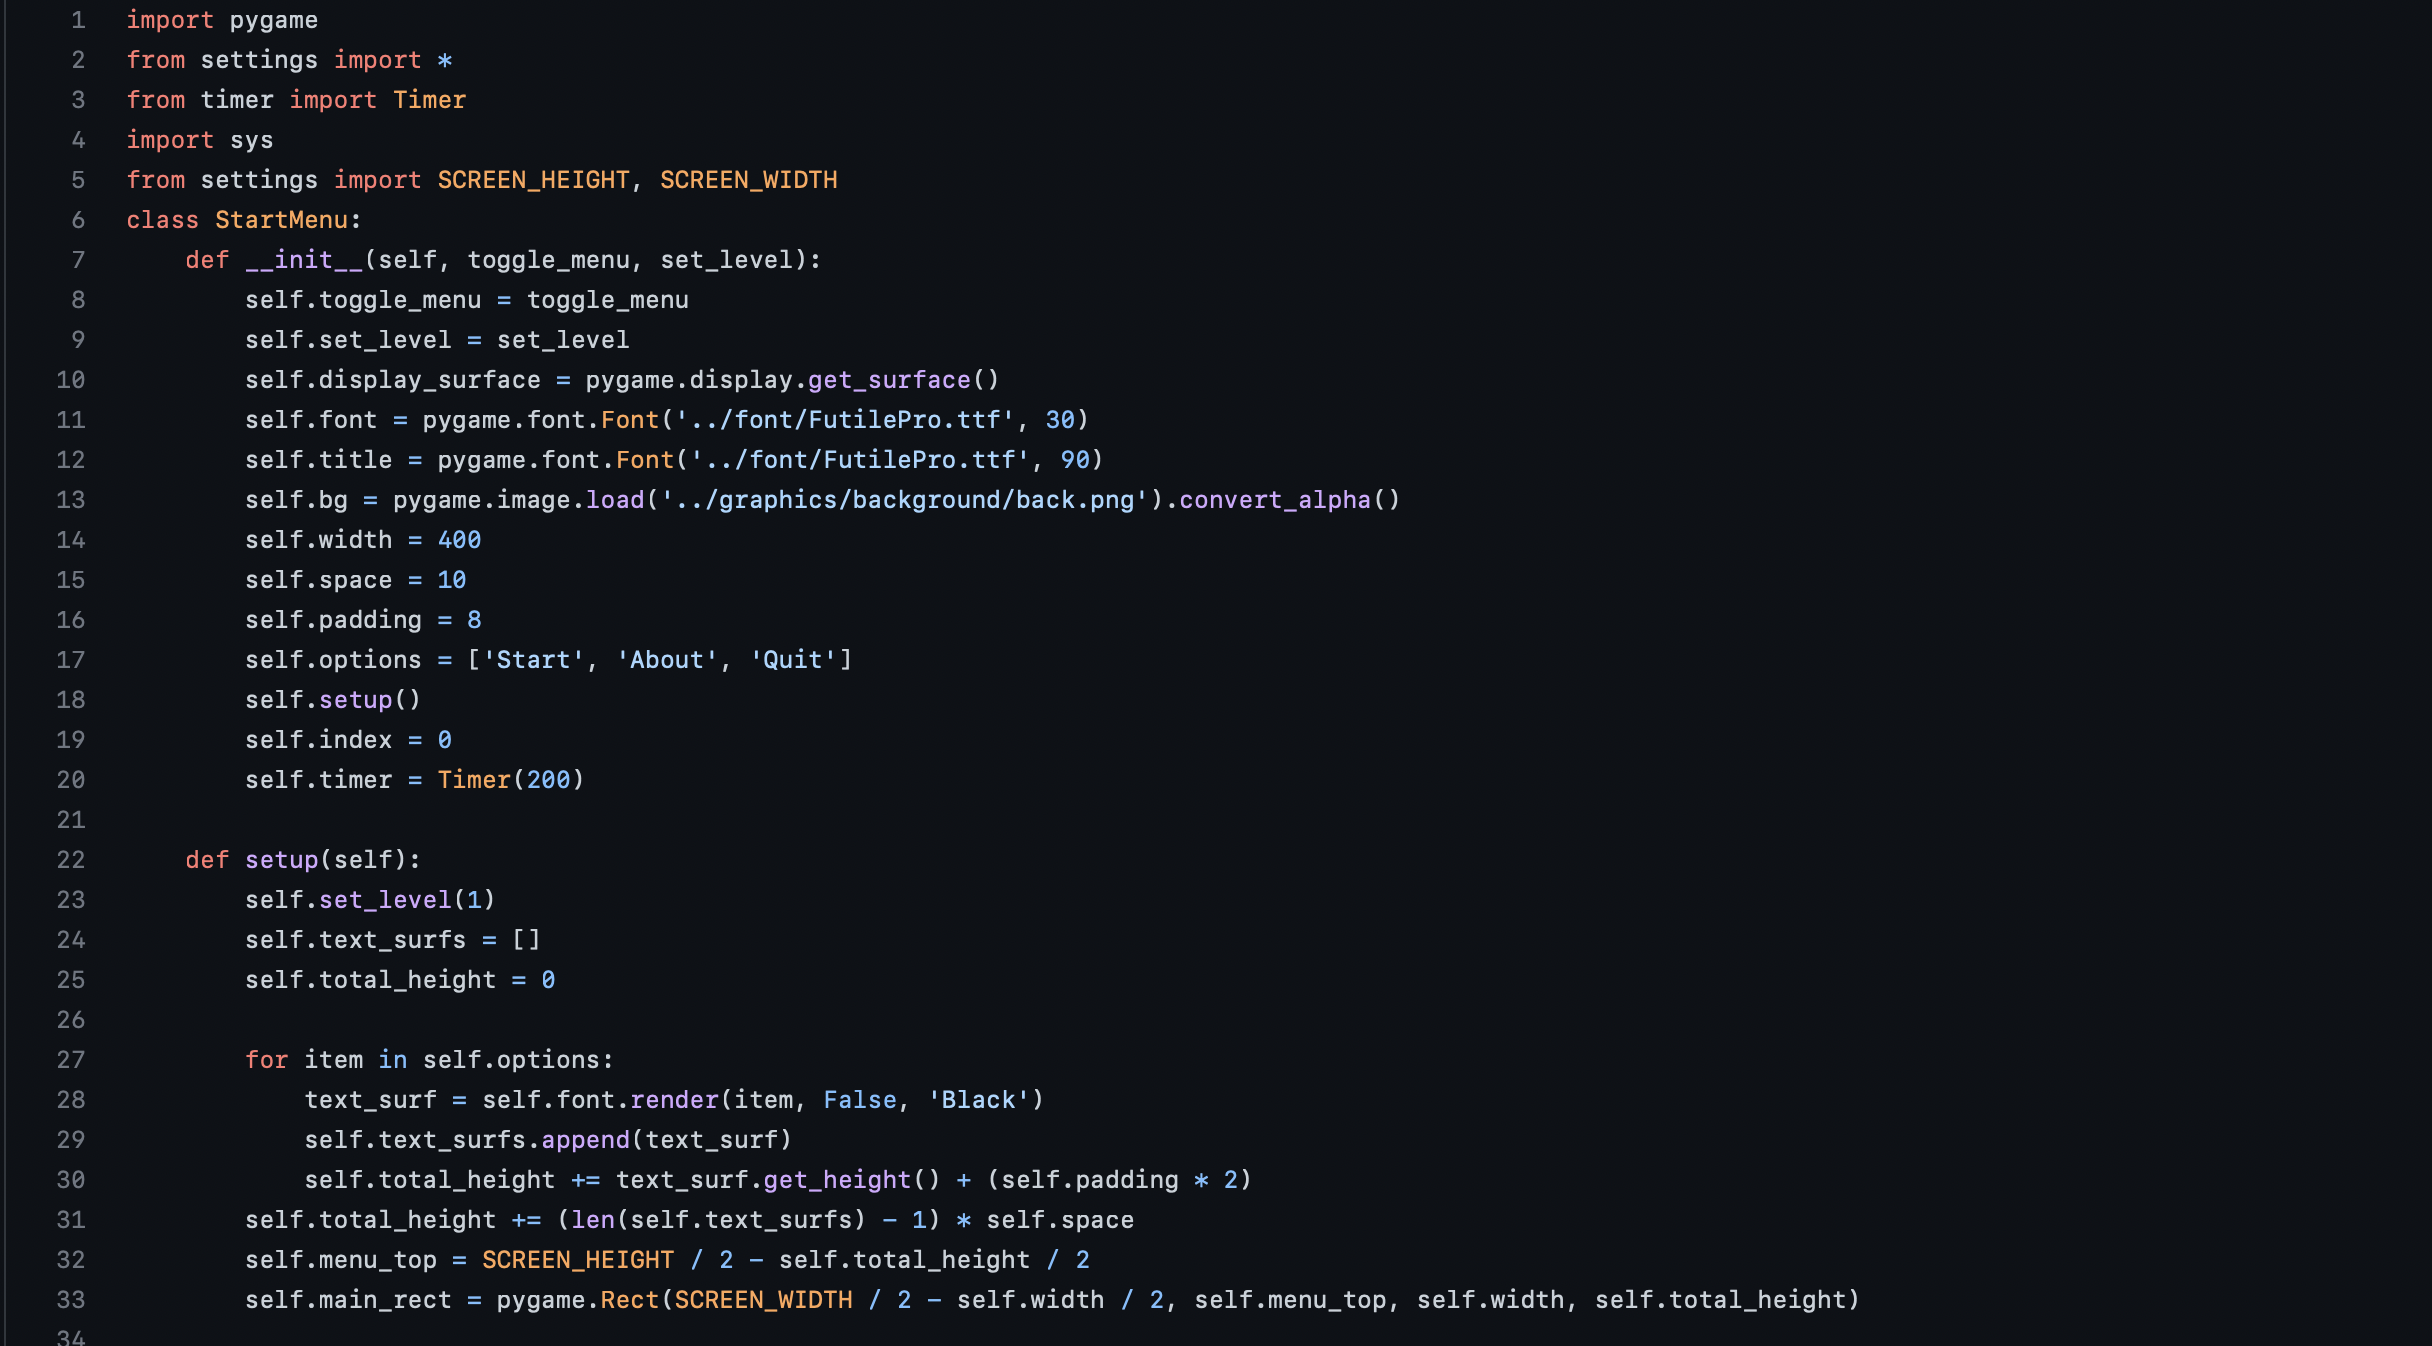 1 import pygame
2 from settings import *
3 from timer import Timer
4 import sys
5 from settings import SCREEN_HEIGHT, SCREEN_WIDTH
6 class StartMenu:
7     def __init__(self, toggle_menu, set_level):
8         self.toggle_menu = toggle_menu
9         self.set_level = set_level
10         self.display_surface = pygame.display.get_surface()
11         self.font = pygame.font.Font('../font/FutilePro.ttf', 30)
12         self.title = pygame.font.Font('../font/FutilePro.ttf', 90)
13         self.bg = pygame.image.load('../graphics/background/back.png').convert_alpha()
14         self.width = 400
15         self.space = 10
16         self.padding = 8
17         self.options = ['Start', 'About', 'Quit']
18         self.setup()
19         self.index = 0
20         self.timer = Timer(200)
21
22     def setup(self):
23         self.set_level(1)
24         self.text_surfs = []
25         self.total_height = 0
26
27         for item in self.options:
28             text_surf = self.font.render(item, False, 'Black')
29             self.text_surfs.append(text_surf)
30             self.total_height += text_surf.get_height() + (self.padding * 2)
31         self.total_height += (len(self.text_surfs) - 1) * self.space
32         self.menu_top = SCREEN_HEIGHT / 2 - self.total_height / 2
33         self.main_rect = pygame.Rect(SCREEN_WIDTH / 2 - self.width / 2, self.menu_top, self.width, self.total_height)
34